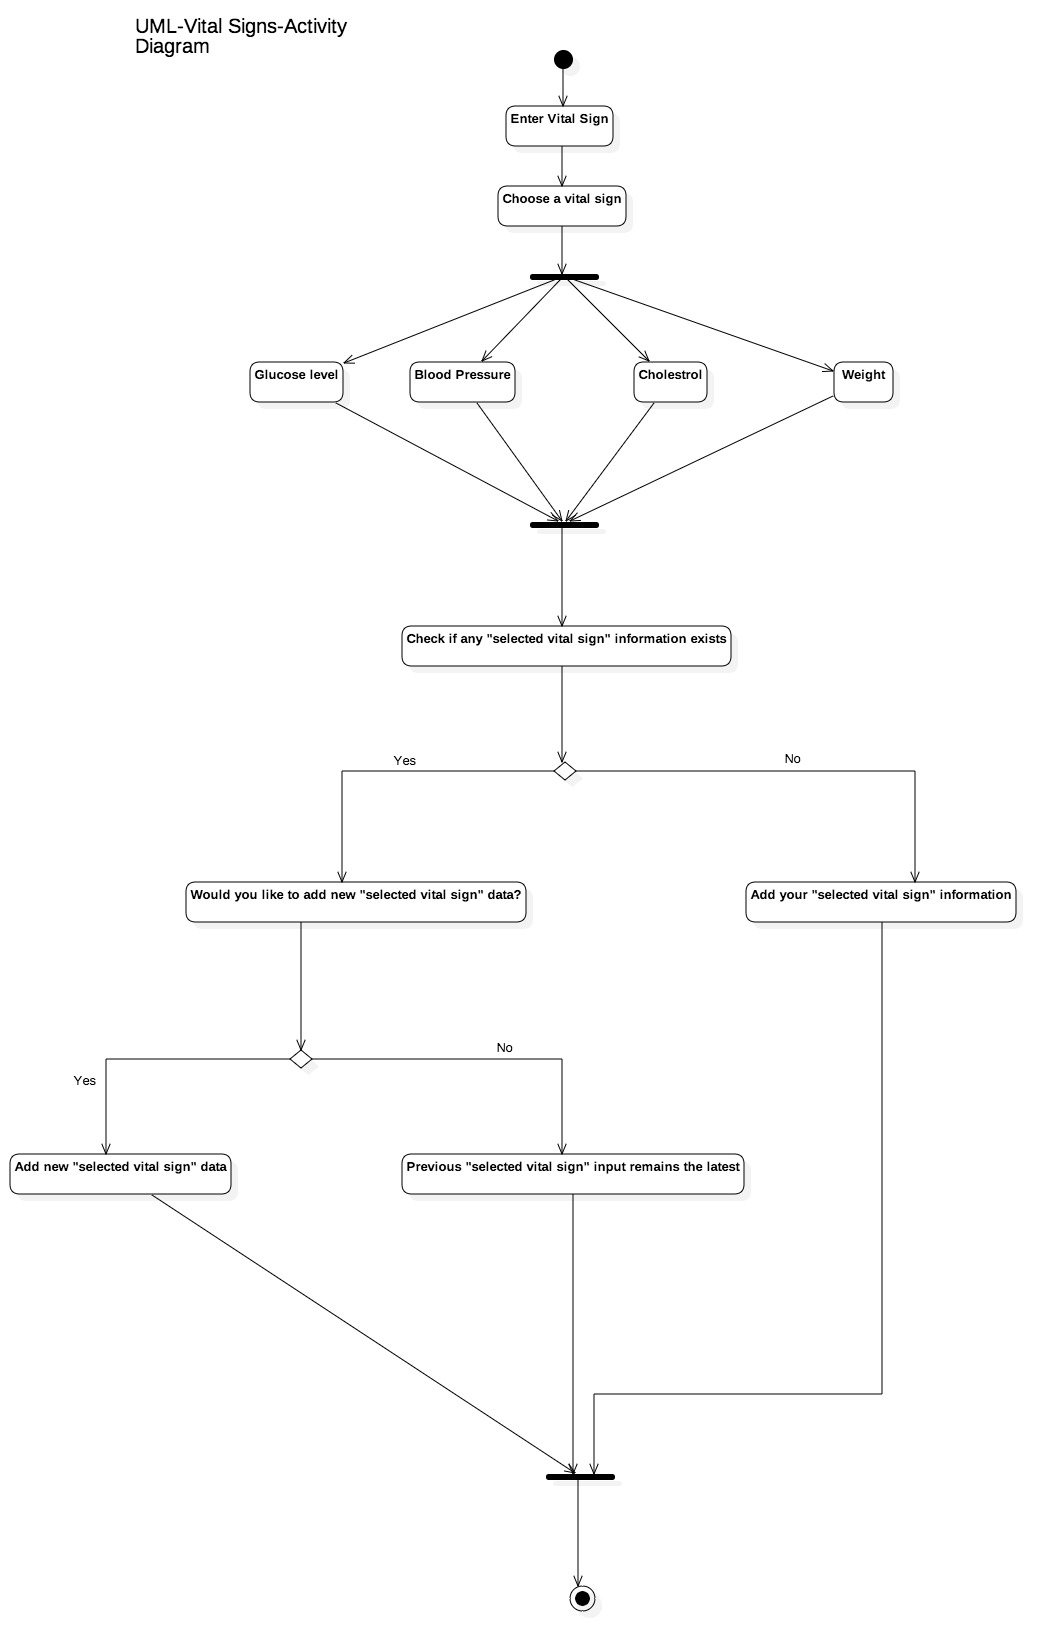 UML-Vital Signs-Activity
Diagram
Enter Vital Sign
Choose a vital sign
Glucose level
Blood Pressure
Cholestrol
Weight
Check if any "selected vital sign" information exists
Yes
No
Would you like to add new "selected vital sign" data?
Add your "selected vital sign" information
No
Yes
Add new "selected vital sign" data
Previous "selected vital sign" input remains the latest